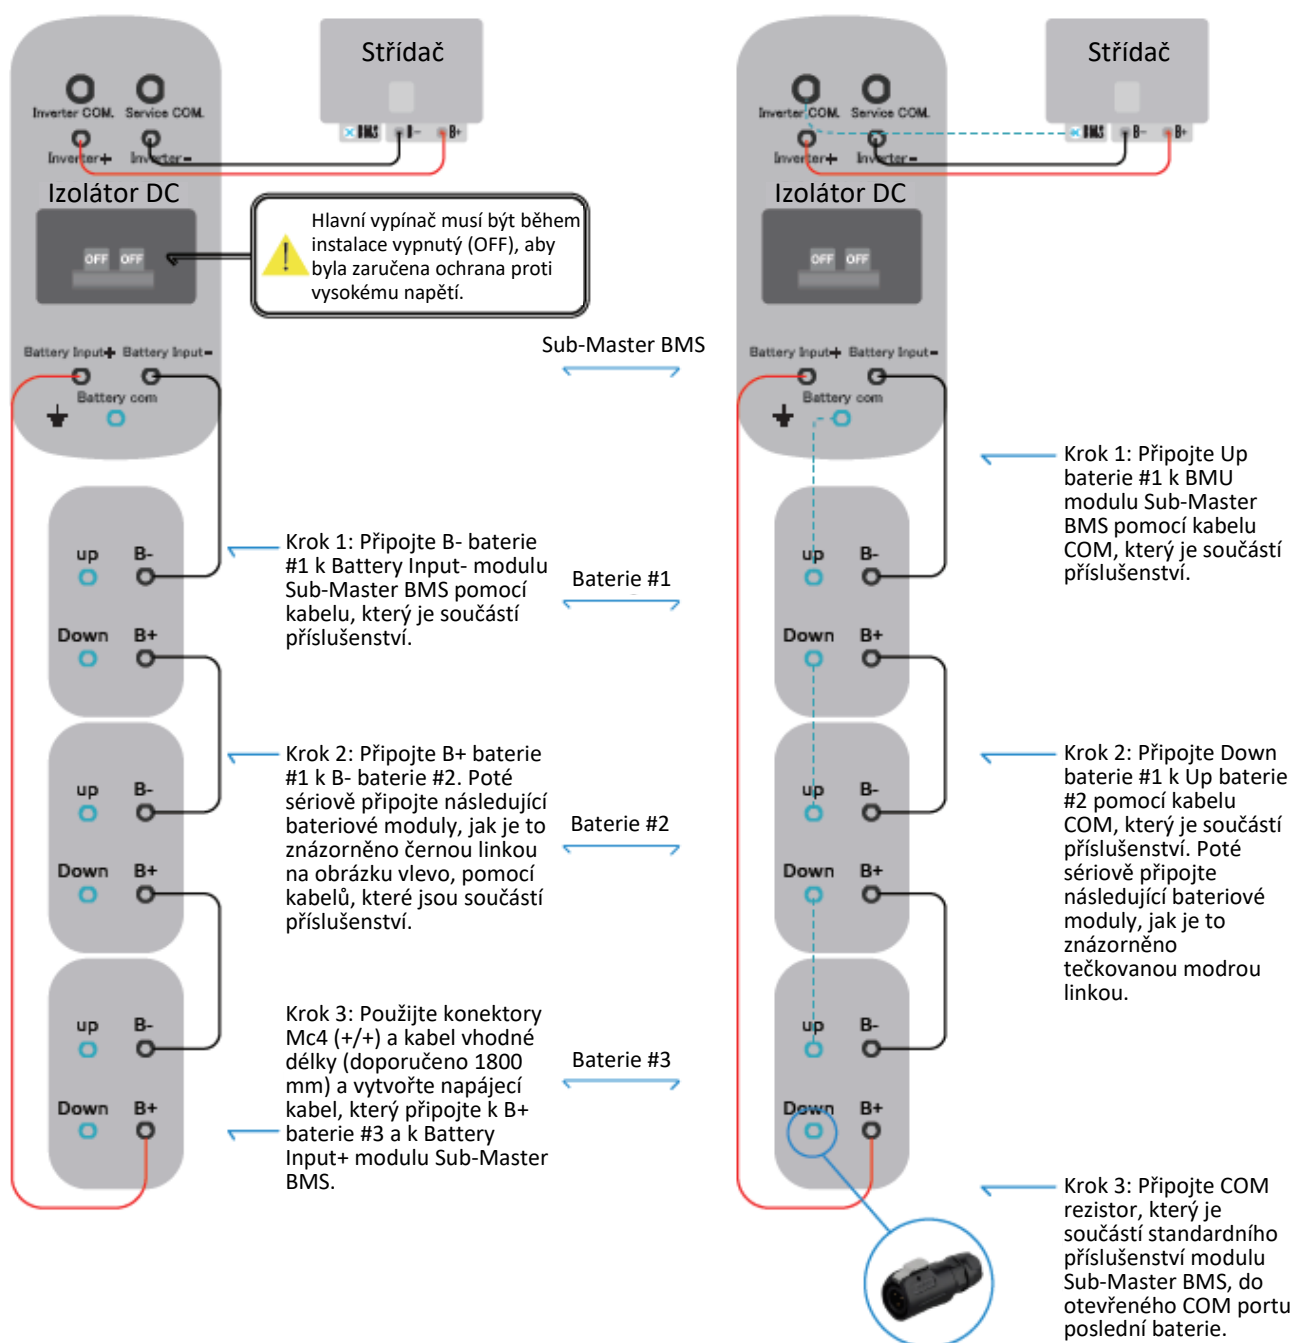 Střídač
Inverter COM. Service COM.
BMS B- B+
Inverter+ Inverter-
Izolátor DC
OFF OFF
Hlavní vypínač musí být během
instalace vypnutý (OFF), aby
byla zaručena ochrana proti
vysokému napětí.
Battery Input+ Battery Input-
Battery com
up B-
Down B+
up B-
Down B+
up B-
Down B+
Krok 1: Připojte B- baterie
#1 k Battery Input- modulu
Sub-Master BMS pomocí
kabelu, který je součástí
příslušenství.
Krok 2: Připojte B+ baterie
#1 k B- baterie #2. Poté
sériově připojte následující
bateriové moduly, jak je to
znázorněno černou linkou
na obrázku vlevo, pomocí
kabelů, které jsou součástí
příslušenství.
Krok 3: Použijte konektory
Mc4 (+/+) a kabel vhodné
délky (doporučeno 1800
mm) a vytvořte napájecí
kabel, který připojte k B+
baterie #3 a k Battery
Input+ modulu Sub-Master
BMS.
Sub-Master BMS
Baterie #1
Baterie #2
Baterie #3
Střídač
Inverter COM. Service COM.
BMS B- B+
Inverter+ Inverter-
Izolátor DC
OFF OFF
Battery Input+ Battery Input-
Battery com
up B-
Down B+
up B-
Down B+
up B-
Down B+
Krok 1: Připojte Up
baterie #1 k BMU
modulu Sub-Master
BMS pomocí kabelu
COM, který je součástí
příslušenství.
Krok 2: Připojte Down
baterie #1 k Up baterie
#2 pomocí kabelu
COM, který je součástí
příslušenství. Poté
sériově připojte
následující bateriové
moduly, jak je to
znázorněno
tečkovanou modrou
linkou.
Krok 3: Připojte COM
rezistor, který je
součástí standardního
příslušenství modulu
Sub-Master BMS, do
otevřeného COM portu
poslední baterie.